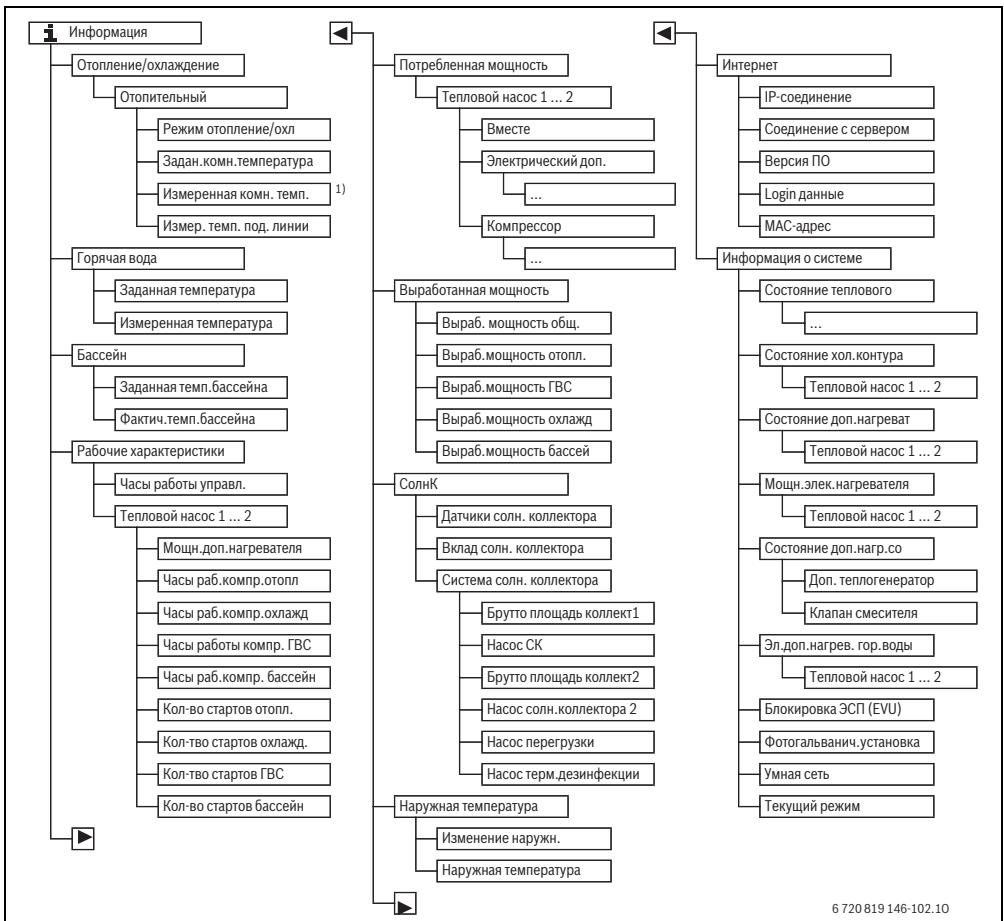 i Информация
Отопление/охлаждение
Отопительный
Режим отопление/охл
Задан.комн.температура
Измеренная комн. темп. 1)
Измер. темп. под. линии
Горячая вода
Заданная температура
Измеренная температура
Бассейн
Заданная темп.бассейна
Фактич.темп.бассейна
Рабочие характеристики
Часы работы управл.
Тепловой насос 1 ... 2
Мощн.доп.нагревателя
Часы раб.компр.отопл
Часы раб.компр.охлажд
Часы работы компр. ГВС
Часы раб.компр. бассейн
Кол-во стартов отопл.
Кол-тво стартов охлажд.
Кол-тво стартов ГВС
Кол-во стартов бассейн
Потребленная мощность
Тепловой насос 1 ... 2
Вместе
Электрический доп.
...
Компрессор
...
Выработанная мощность
Выраб. мощность общ.
Выраб.мощность отопл.
Выраб.мощность ГВС
Выраб.мощность охлажд
Выраб.мощность бассей
СолнК
Датчики солн. коллектора
Вклад солн. коллектора
Система солн. коллектора
Брутто площадь коллект1
Насос СК
Брутто площадь коллект2
Насос солн.коллектора 2
Насос перегрузки
Насос терм.дезинфекции
Наружная температура
Изменение наружн.
Наружная температура
Интернет
IP-соединение
Соединение с сервером
Версия ПО
Login данные
MAC-адрес
Информация о системе
Состояние теплового
...
Состояние хол.контура
Тепловой насос 1 ... 2
Состояние доп.нагреват
Тепловой насос 1 ... 2
Мощн.элек.нагревателя
Тепловой насос 1 ... 2
Состояние доп.нагр.со
Доп. теплогенератор
Клапан смесителя
Эл.доп.нагрев. гор.воды
Тепловой насос 1 ... 2
Блокировка ЭСП (EVU)
Фотогальванич.установка
Умная сеть
Текущий режим
6 720 819 146-102.1O